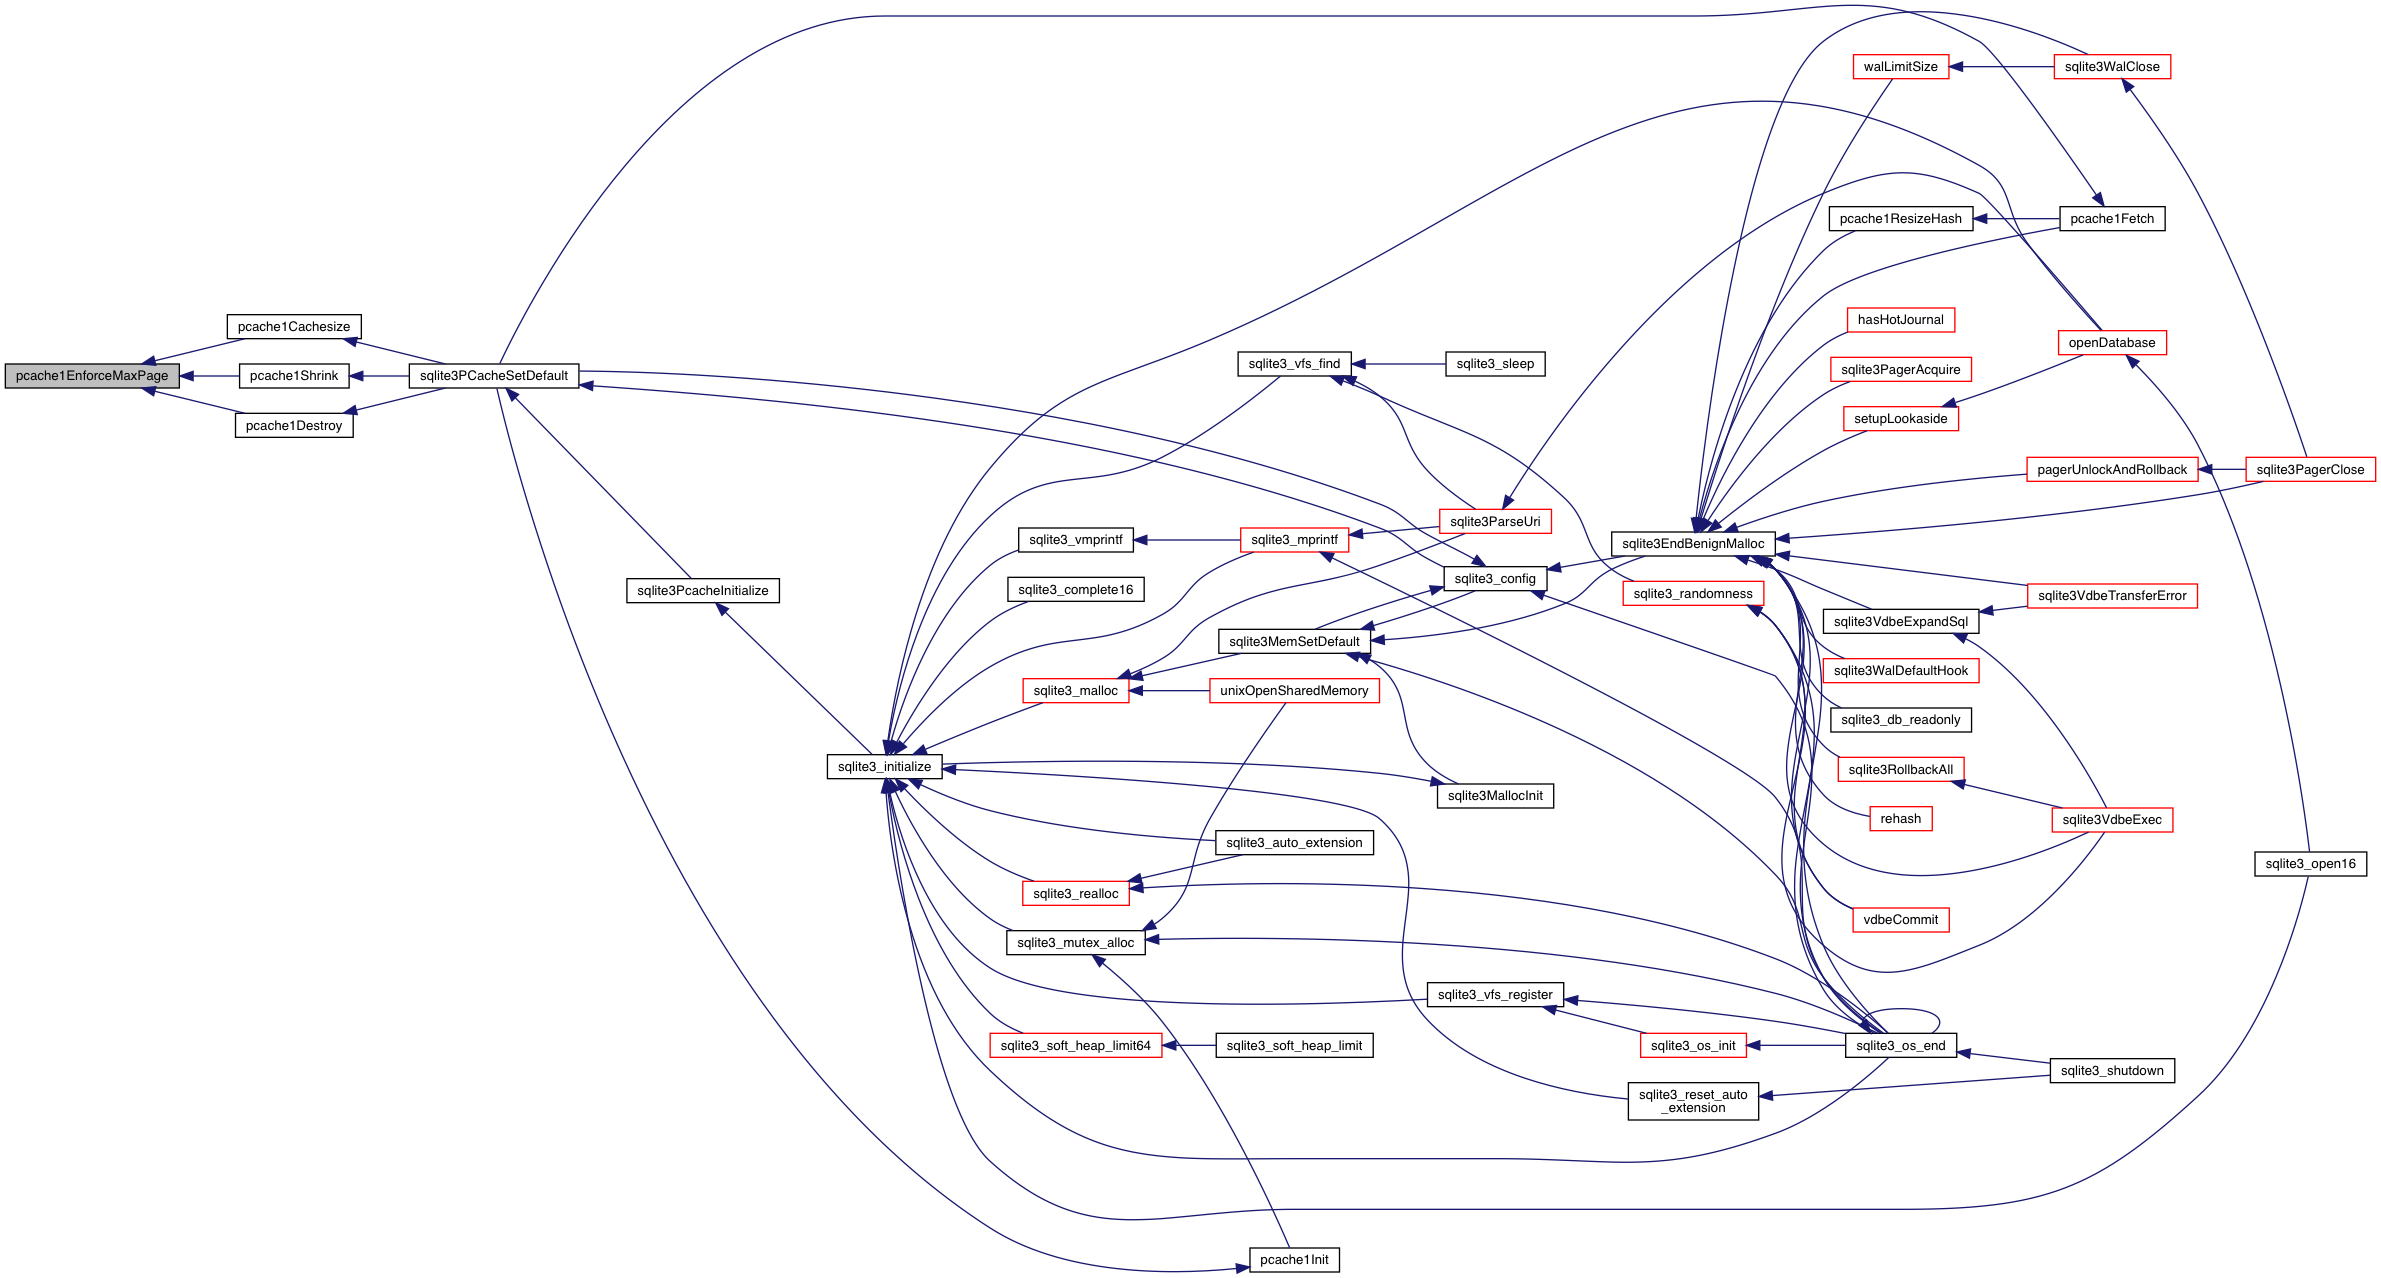 pcache1EnforceMaxPage
pcache1Cachesize
pcache1Shrink
pcache1Destroy
sqlite3PCacheSetDefault
sqlite3PcacheInitialize
sqlite3_initialize
sqlite3_vmprintf
sqlite3_complete16
sqlite3_malloc
sqlite3_realloc
sqlite3_mutex_alloc
sqlite3_soft_heap_limit64
sqlite3_vfs_find
sqlite3_mprintf
sqlite3MemSetDefault
unixOpenSharedMemory
sqlite3_auto_extension
sqlite3_soft_heap_limit
pcache1Init
sqlite3_sleep
sqlite3ParseUri
sqlite3_config
sqlite3MallocInit
sqlite3_vfs_register
sqlite3EndBenignMalloc
sqlite3_randomness
sqlite3_os_init
sqlite3_reset_auto
_extension
walLimitSize
pcache1ResizeHash
hasHotJournal
sqlite3PagerAcquire
setupLookaside
sqlite3VdbeExpandSql
sqlite3WalDefaultHook
sqlite3_db_readonly
sqlite3RollbackAll
rehash
vdbeCommit
sqlite3_os_end
sqlite3WalClose
pcache1Fetch
openDatabase
pagerUnlockAndRollback
sqlite3VdbeTransferError
sqlite3VdbeExec
sqlite3_shutdown
sqlite3PagerClose
sqlite3_open16